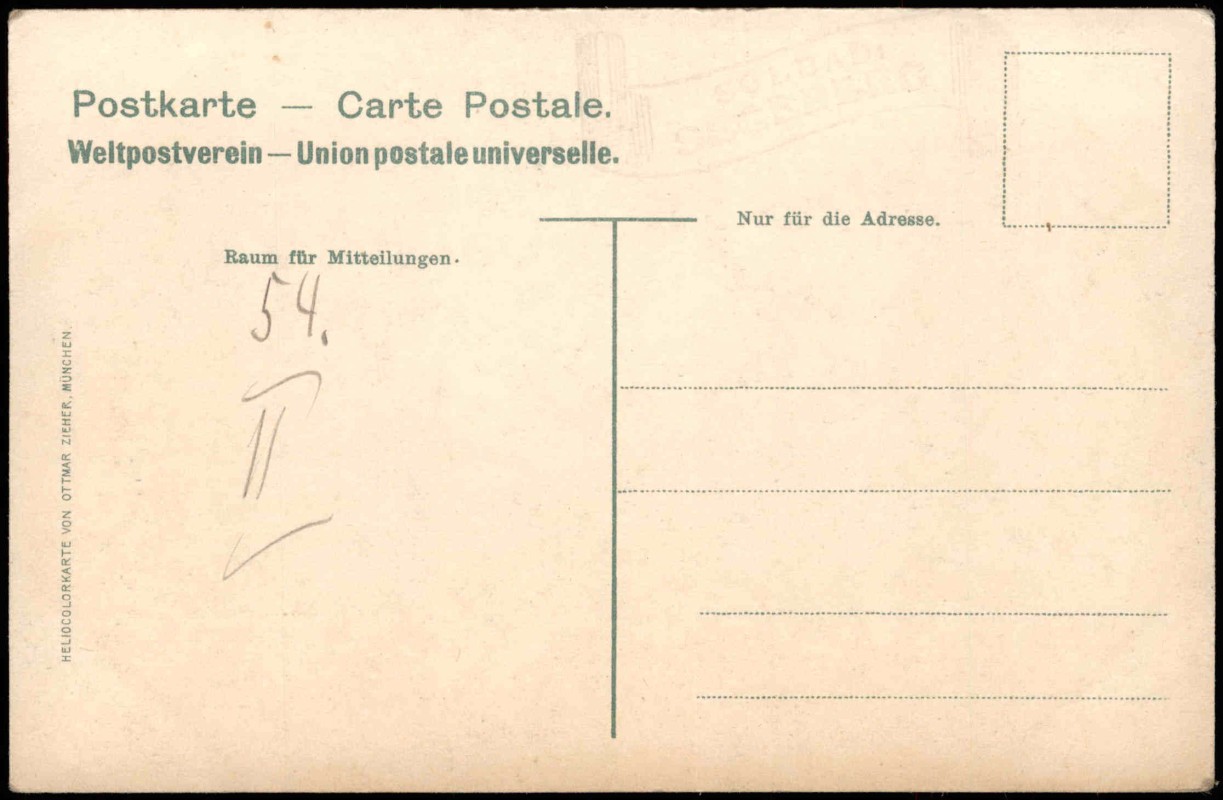 Postkarte — Carte Postale.
Weltpostverein — Union postale universelle.
Nur für die Adresse.
Raum für Mitteilungen.
54.
II
HELIOCOLORKARTE VON OTTMAR ZIEHER, MÜNCHEN.